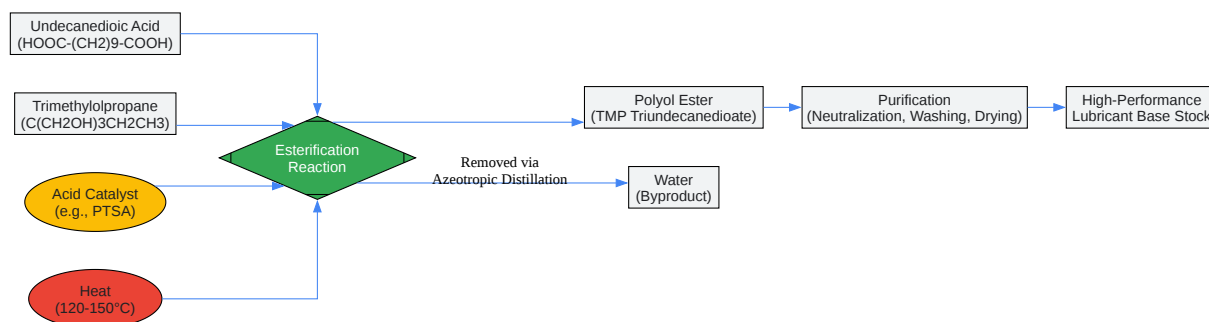 Undecanedioic Acid
(HOOC-(CH2)9-COOH)
Trimethylolpropane
(C(CH2OH)3CH2CH3)
Acid Catalyst
(e.g., PTSA)
Heat
(120-150°C)
Esterification
Reaction
Removed via
Azeotropic Distillation
Polyol Ester
(TMP Triundecanedioate)
Water
(Byproduct)
Purification
(Neutralization, Washing, Drying)
High-Performance
Lubricant Base Stock